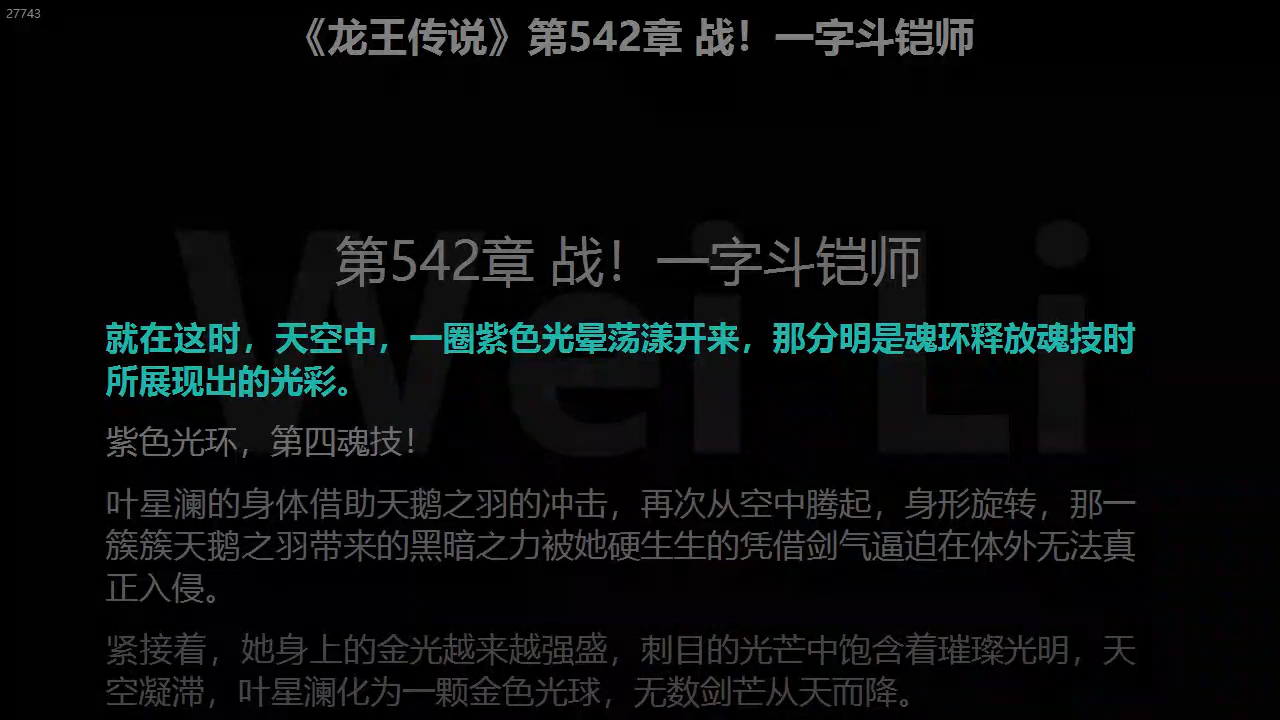 27743
《龙王传说》第542章 战！一字斗铠师
Wei Li
第542章 战！一字斗铠师
就在这时，天空中，一圈紫色光晕荡漾开来，那分明是魂环释放魂技时
所展现出的光彩。
紫色光环，第四魂技！
叶星澜的身体借助天鹅之羽的冲击，再次从空中腾起，身形旋转，那一
簇簇天鹅之羽带来的黑暗之力被她硬生生的凭借剑气逼迫在体外无法真
正入侵。
紧接着，她身上的金光越来越强盛，刺目的光芒中饱含着璀璨光明，天
空凝滞，叶星澜化为一颗金色光球，无数剑芒从天而降。